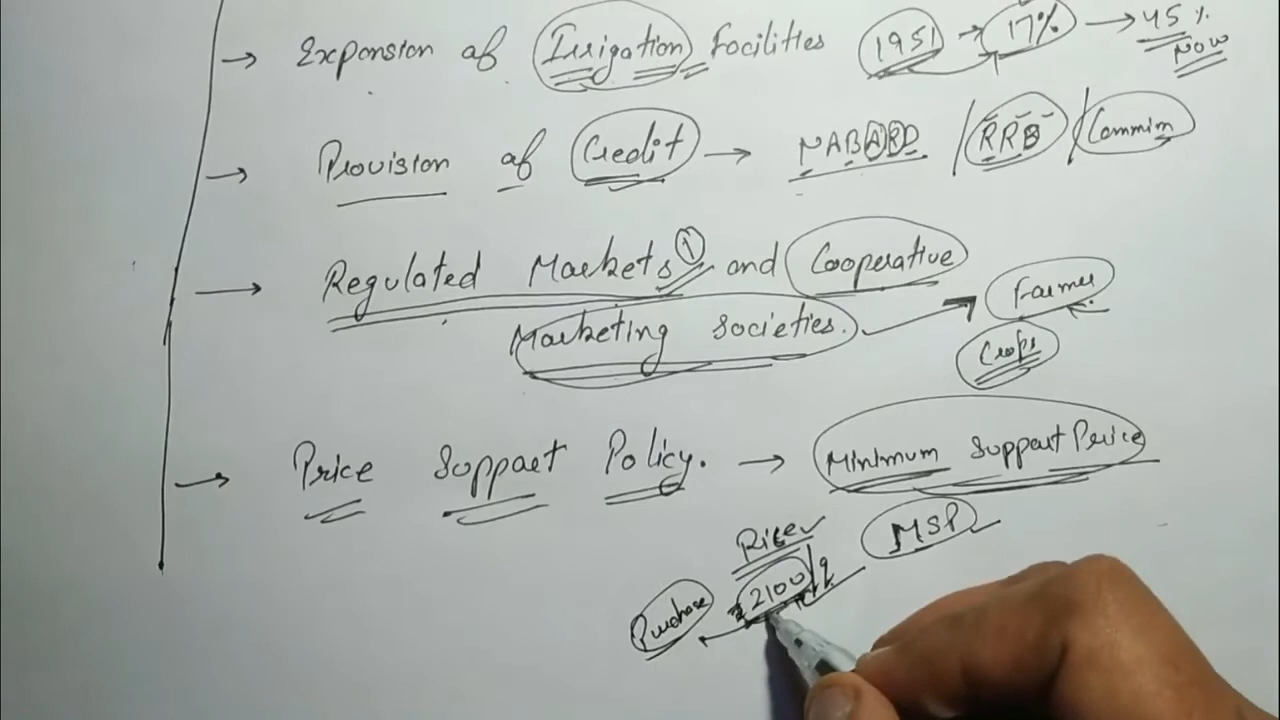 → Expansion of Irrigation Facilities 1951 → 17% → 45% Now
→ Provision of Credit → NABARD / RRB / Commim
→ Regulated Markets ① and Cooperative
Marketing Societies. → Farmer
Crops
→ Price Support Policy. → Minimum Support Price
MSP
Rice
2100/q
Purchase